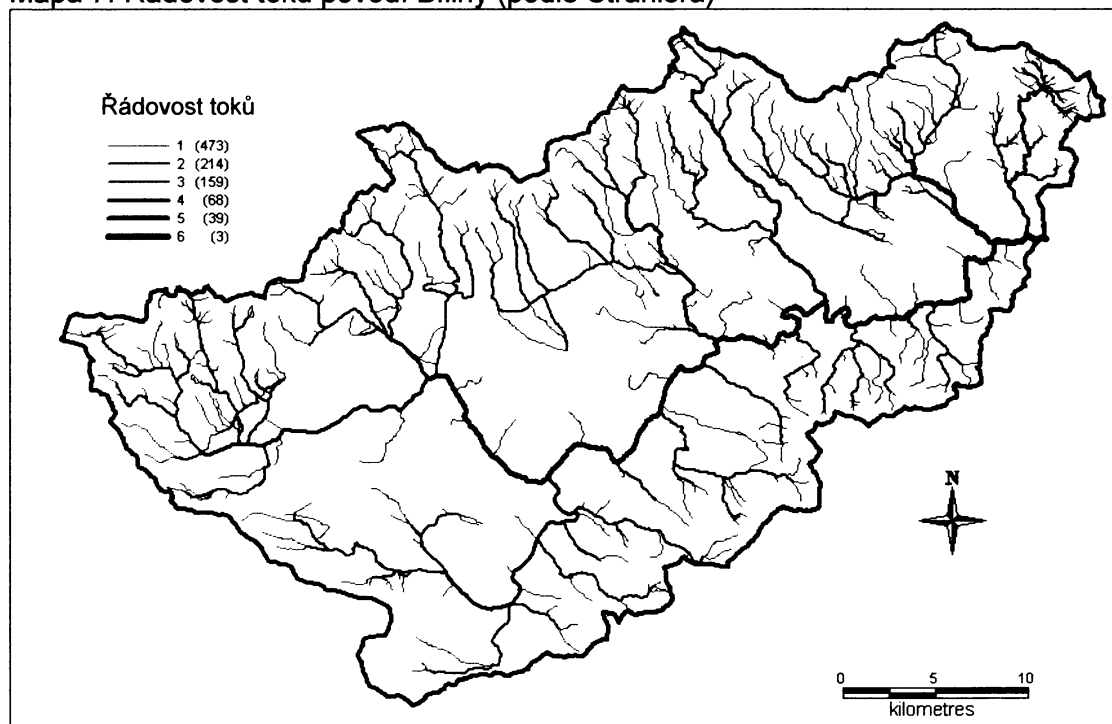 Mapa 7: Řádovost toků povodí Bíliny (podle Strahlera)
Řádovost toků
1 (473)
2 (214)
3 (159)
4 (68)
5 (39)
6 (3)
N
0 5 10
kilometres